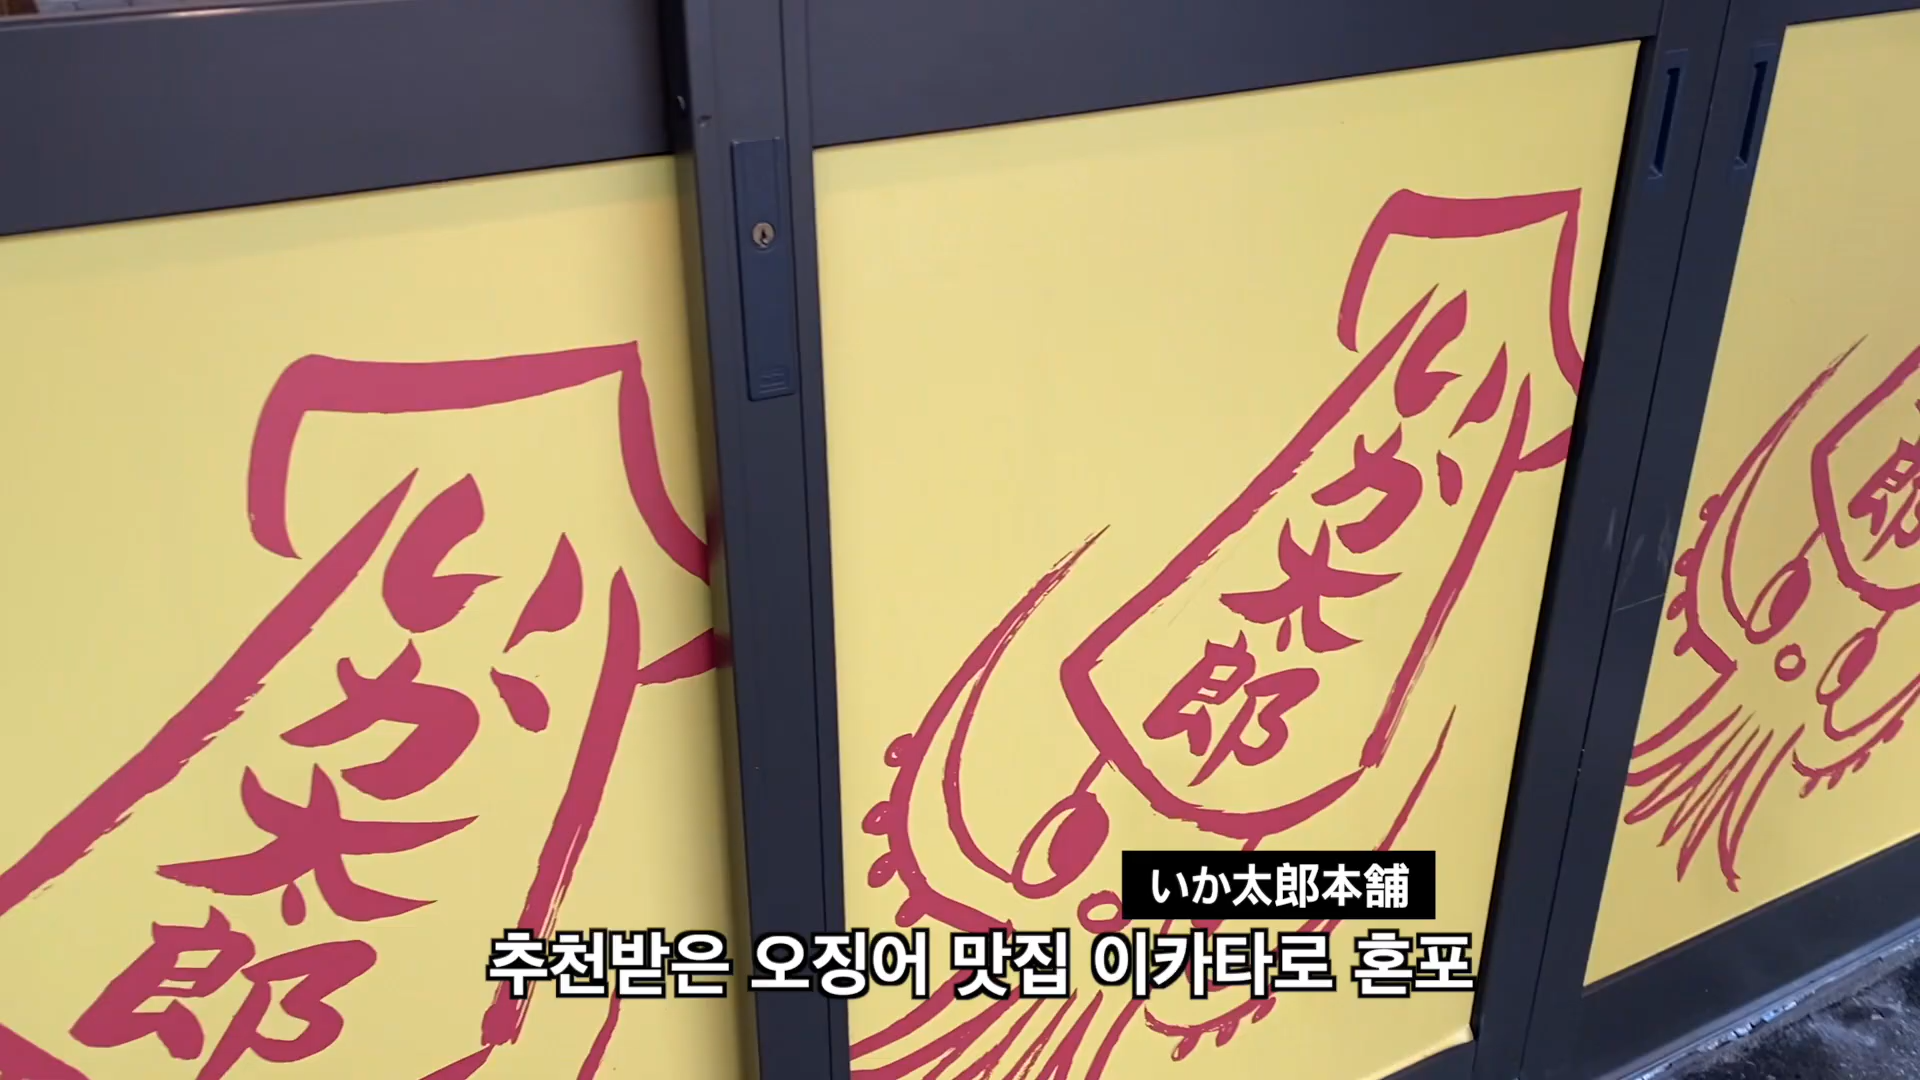 いか太郎
いか太郎
郎
いか太郎本舗
추천받은 오징어 맛집 이카타로 혼포